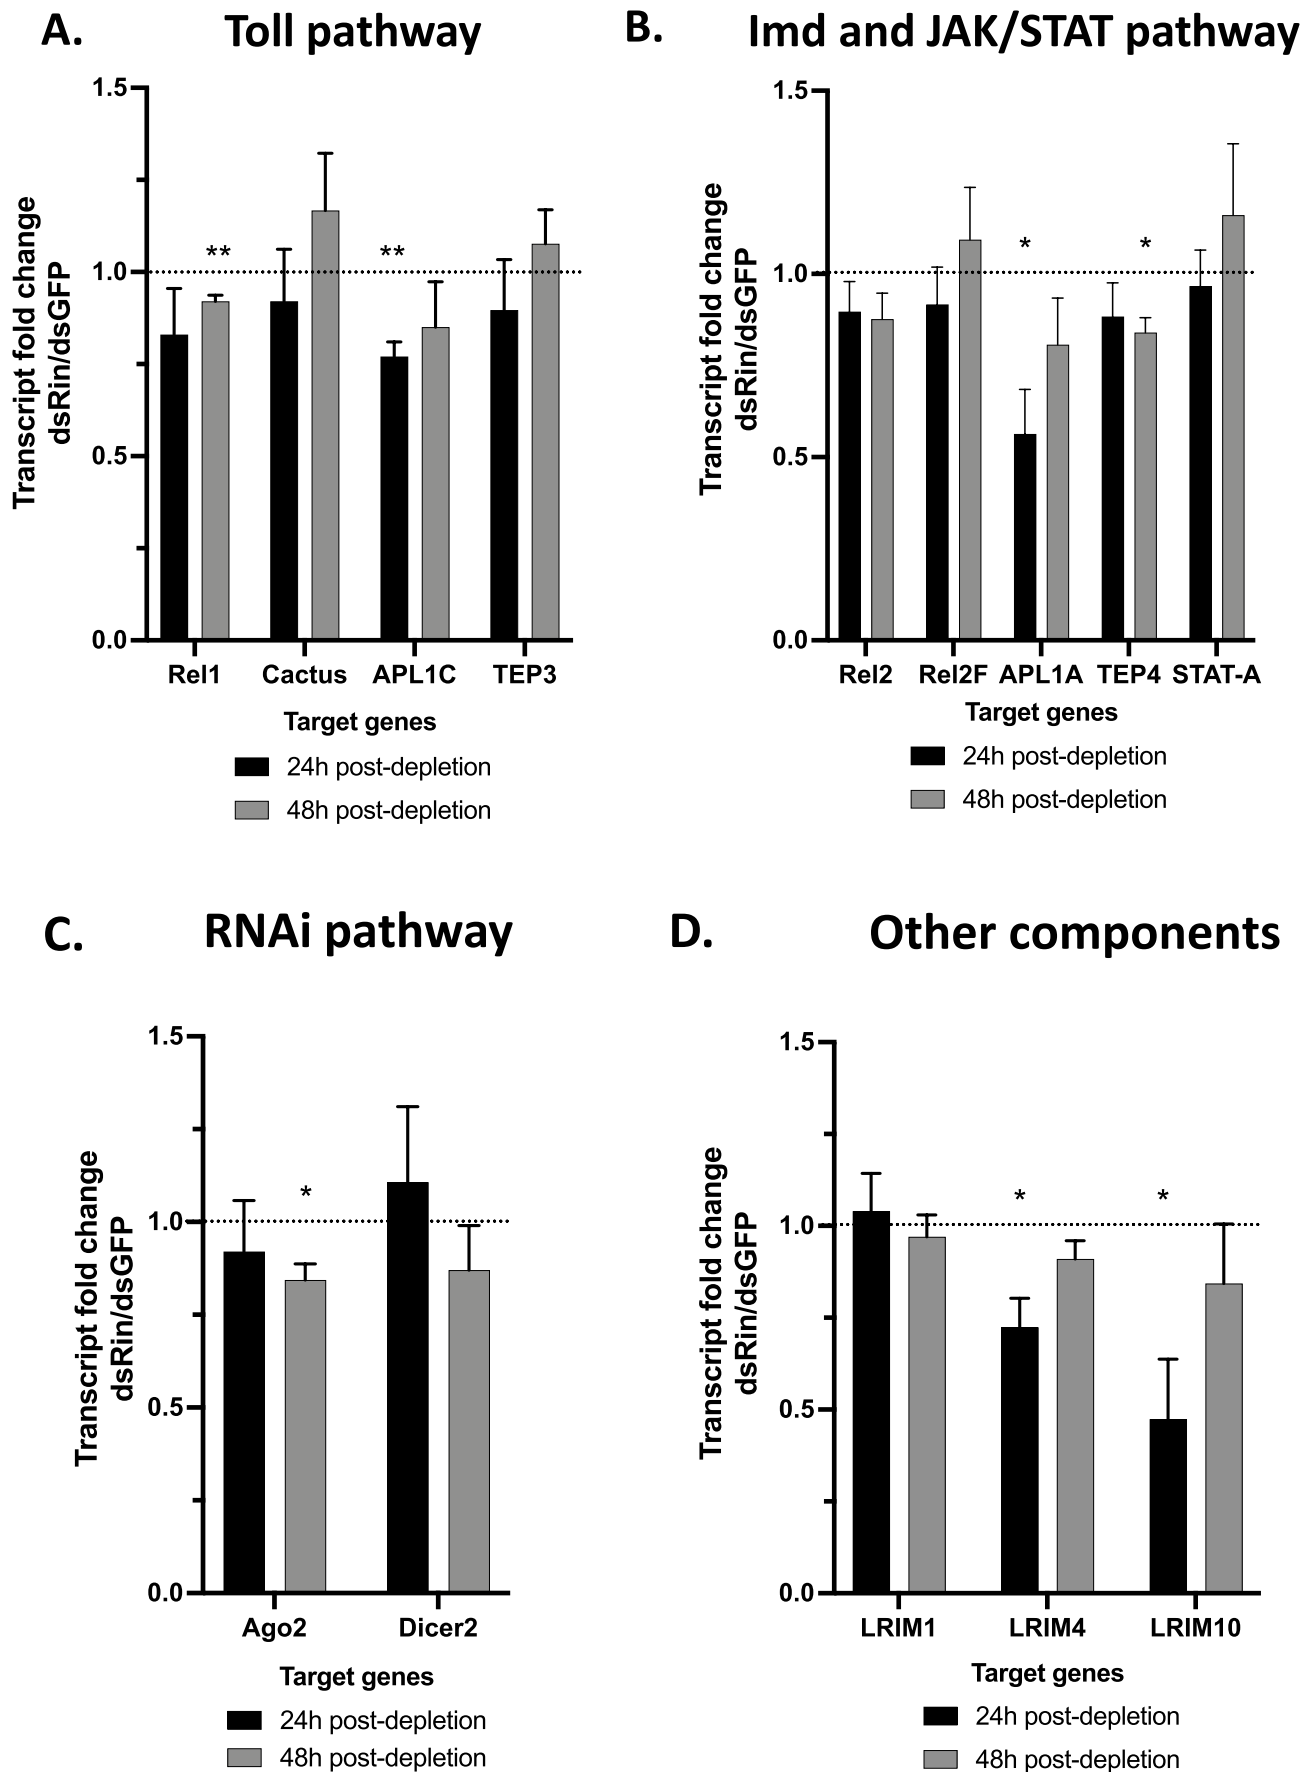 A. Toll pathway
Transcript fold change
dsRin/dsGFP
1.5
1.0
0.5
0.0
** **
Rel1 Cactus APL1C TEP3
Target genes
24h post-depletion
48h post-depletion
B. Imd and JAK/STAT pathway
Transcript fold change
dsRin/dsGFP
1.5
1.0
0.5
0.0
* *
Rel2 Rel2F APL1A TEP4 STAT-A
Target genes
24h post-depletion
48h post-depletion
C. RNAi pathway
Transcript fold change
dsRin/dsGFP
1.5
1.0
0.5
0.0
*
Ago2 Dicer2
Target genes
24h post-depletion
48h post-depletion
D. Other components
Transcript fold change
dsRin/dsGFP
1.5
1.0
0.5
0.0
* *
LRIM1 LRIM4 LRIM10
Target genes
24h post-depletion
48h post-depletion